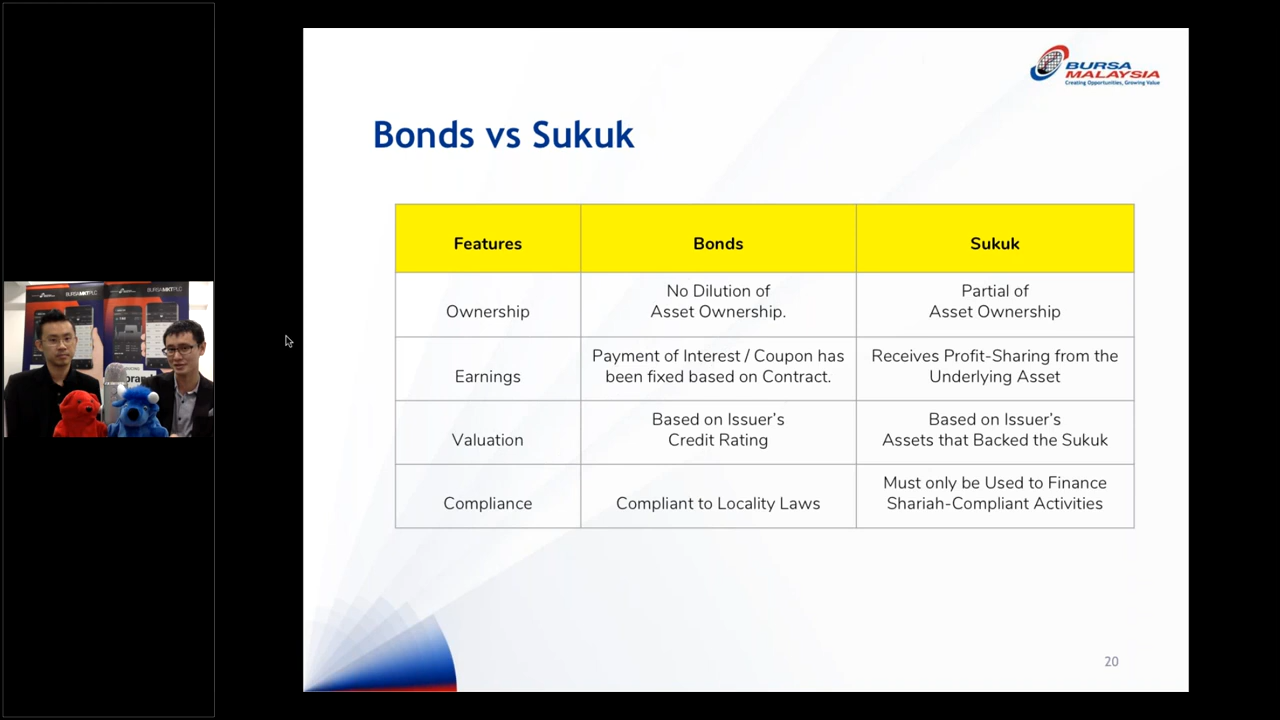 BURSA
MALAYSIA
Creating Opportunities, Growing Value
Bonds vs Sukuk
Features
Bonds
Sukuk
Ownership
No Dilution of
Asset Ownership.
Partial of
Asset Ownership
Earnings
Payment of Interest / Coupon has
been fixed based on Contract.
Receives Profit-Sharing from the
Underlying Asset
Valuation
Based on Issuer's
Credit Rating
Based on Issuer's
Assets that Backed the Sukuk
Compliance
Compliant to Locality Laws
Must only be Used to Finance
Shariah-Compliant Activities
20
BURSAMKTPLC
BURSAMKTPLC